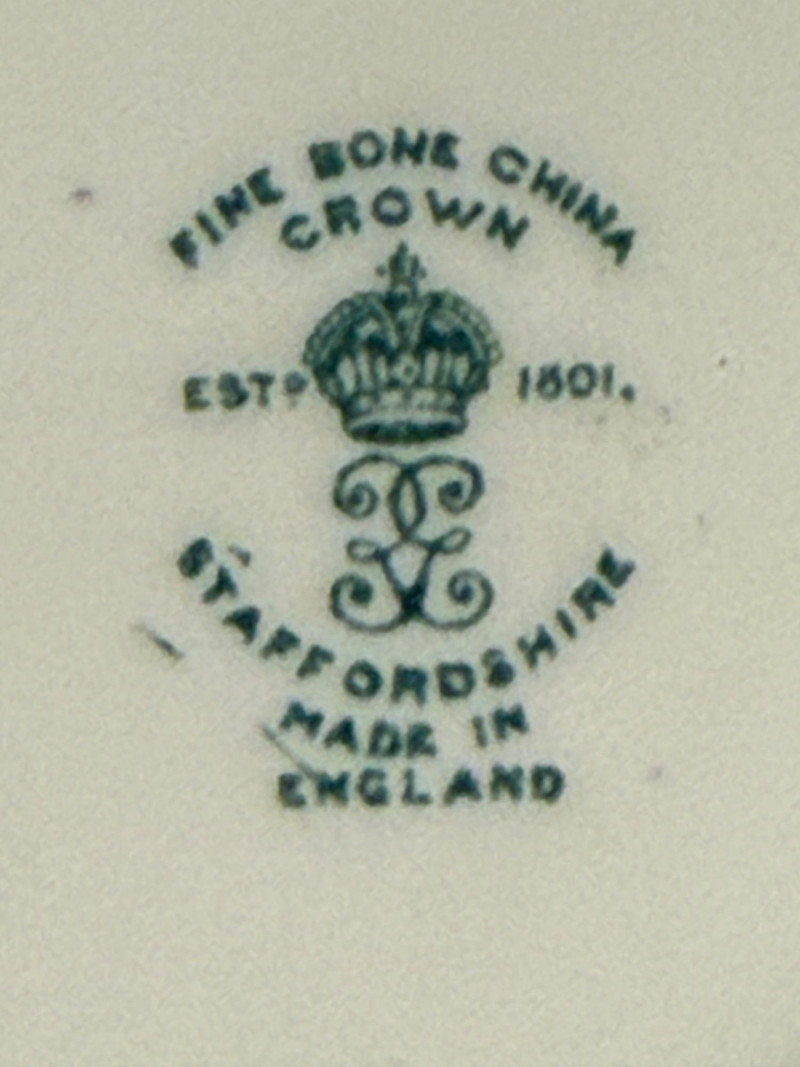 FINE BONE CHINA
CROWN
ESTD 1801.
STAFFORDSHIRE
MADE IN
ENGLAND